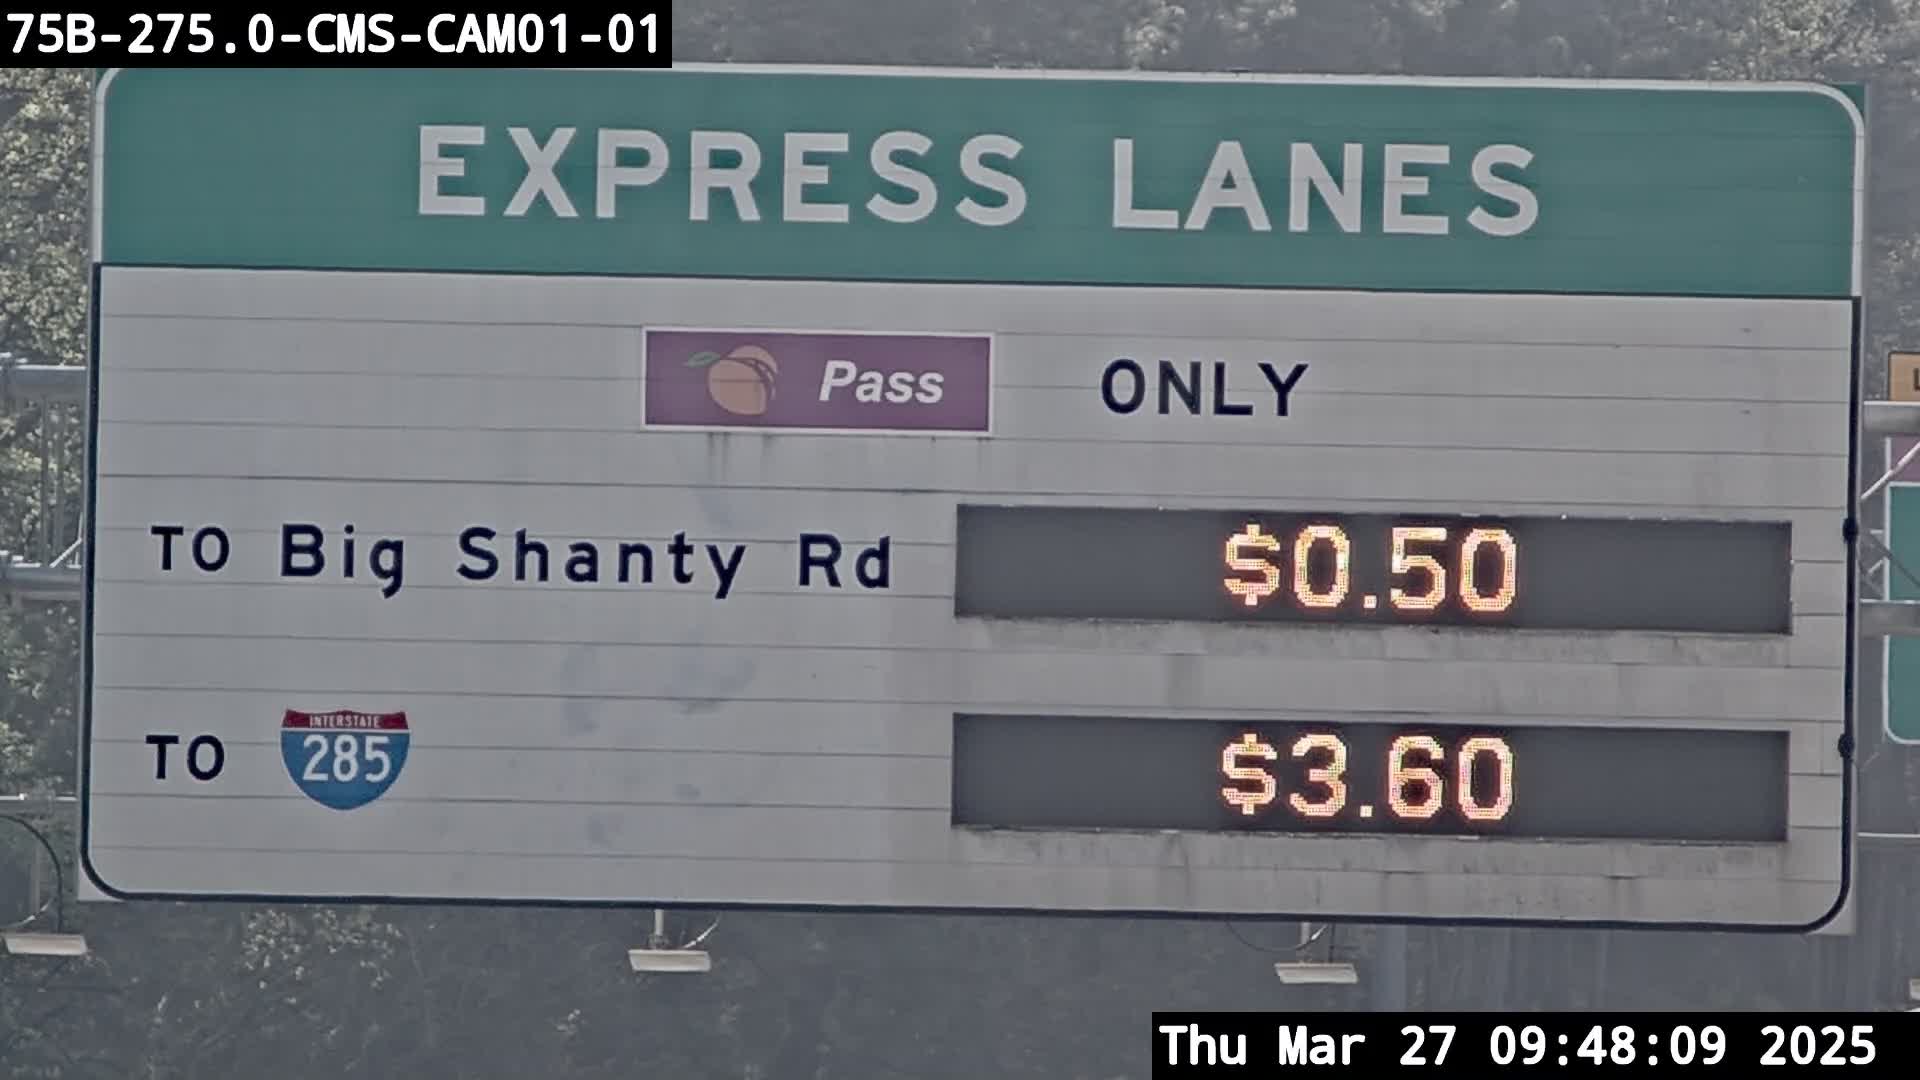 75B-275.0-CMS-CAM01-01
EXPRESS LANES
Pass ONLY
TO Big Shanty Rd $0.50
INTERSTATE
TO 285 $3.60
Thu Mar 27 09:48:09 2025